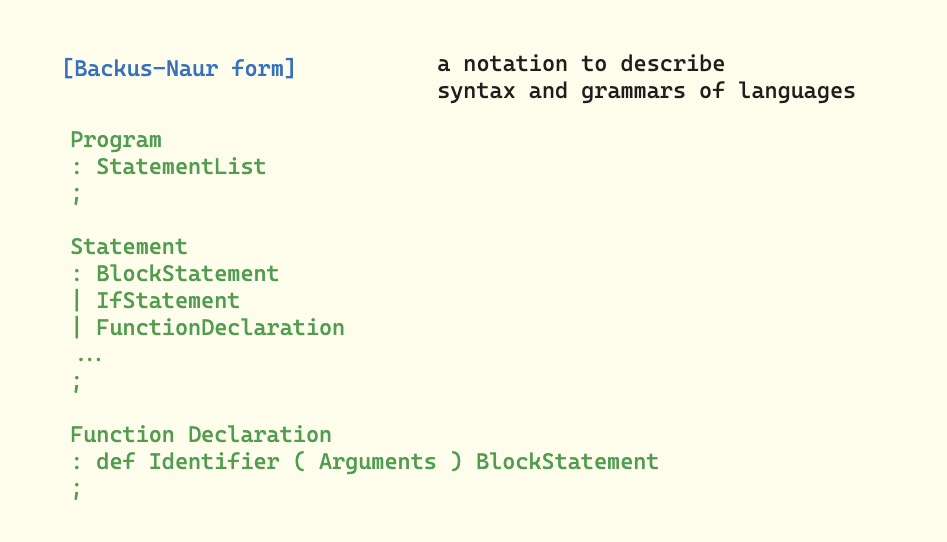 [Backus-Naur form]
a notation to describe
syntax and grammars of languages
Program
: StatementList
;
Statement
: BlockStatement
| IfStatement
| FunctionDeclaration
...
;
Function Declaration
: def Identifier ( Arguments ) BlockStatement
;